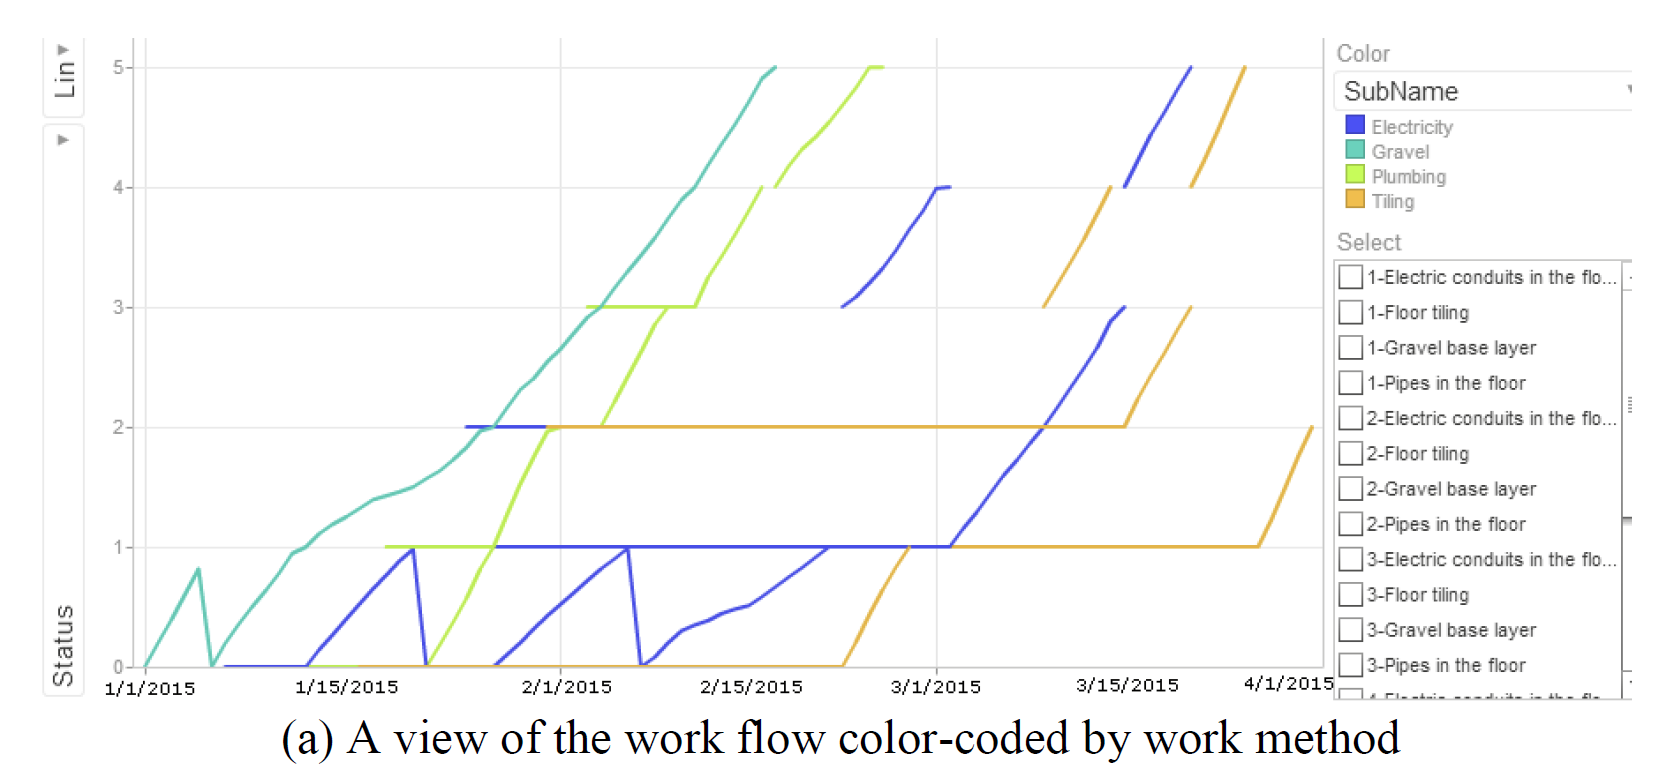 Lin
Status
5
4
3
2
1
0
1/1/2015
1/15/2015
2/1/2015
2/15/2015
3/1/2015
3/15/2015
4/1/2015
Color
SubName
Electricity
Gravel
Plumbing
Tiling
Select
1-Electric conduits in the flo...
1-Floor tiling
1-Gravel base layer
1-Pipes in the floor
2-Electric conduits in the flo...
2-Floor tiling
2-Gravel base layer
2-Pipes in the floor
3-Electric conduits in the flo...
3-Floor tiling
3-Gravel base layer
3-Pipes in the floor
(a) A view of the work flow color-coded by work method